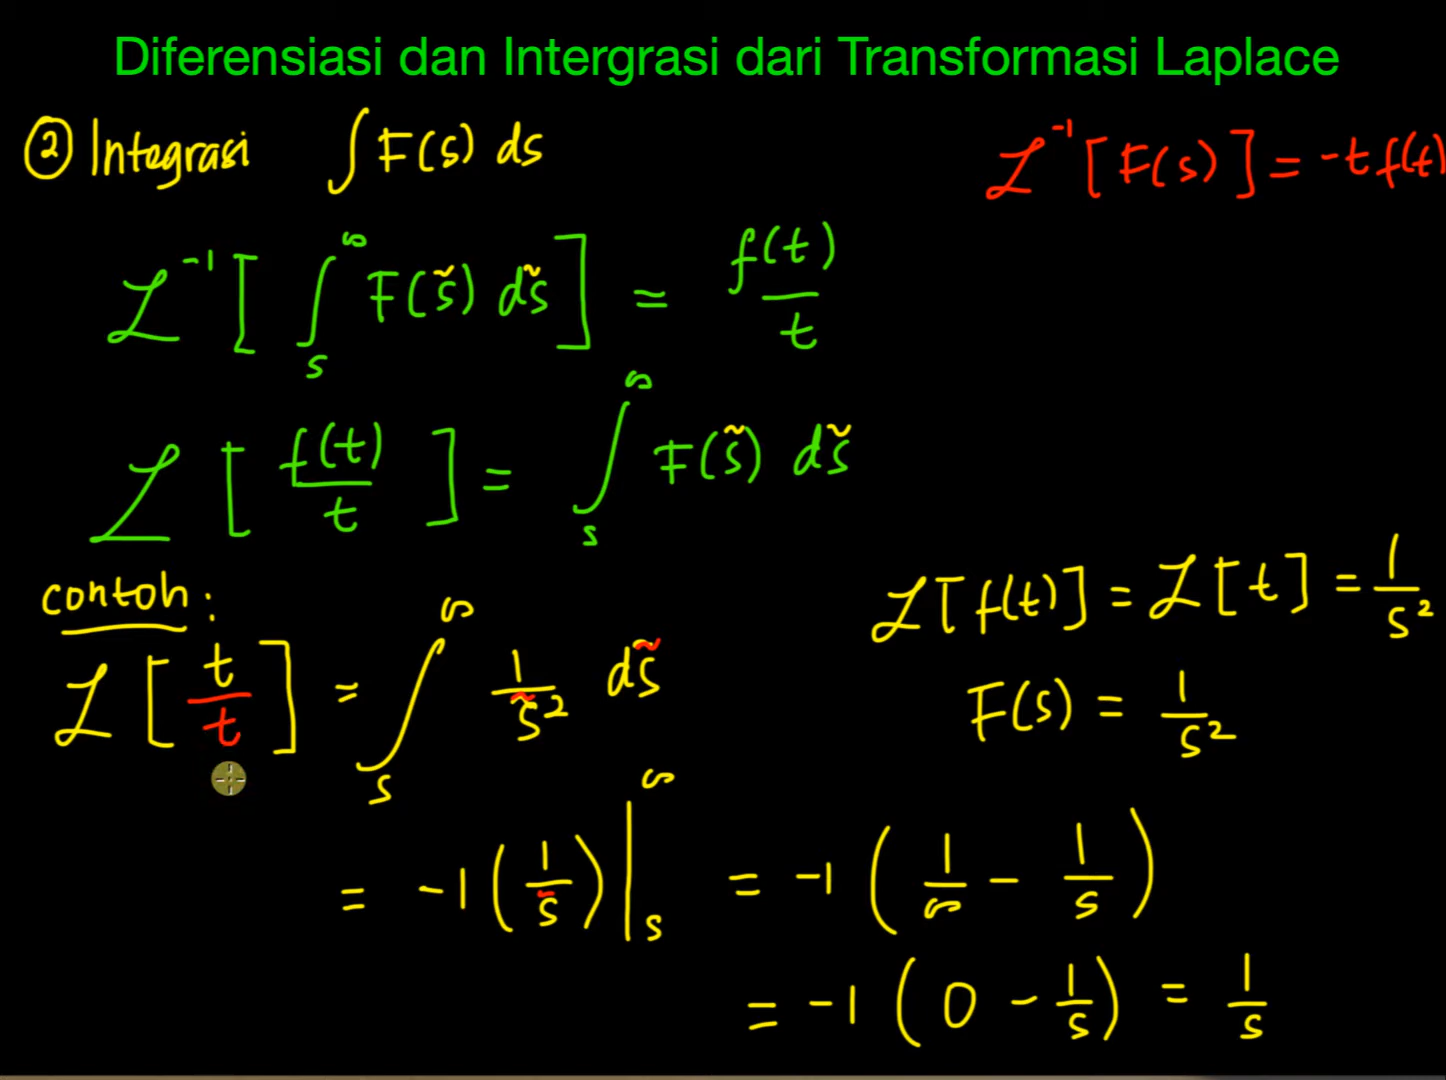 Diferensiasi dan Intergrasi dari Transformasi Laplace
② Integrasi ∫ F(s) ds
ℒ⁻¹ [F(s)] = -t f(t)
ℒ⁻¹ [ ∫ₛ^∞ F(s̃) ds̃ ] = f(t)/t
ℒ [ f(t)/t ] = ∫ₛ^∞ F(s̃) ds̃
contoh :
ℒ[f(t)] = ℒ[t] = 1/s²
ℒ [ t/t ] = ∫ₛ^∞ 1/s̃² ds̃
F(s) = 1/s²
= -1 (1/s̃) |ₛ^∞ = -1 ( 1/∞ - 1/s )
= -1 ( 0 - 1/s ) = 1/s